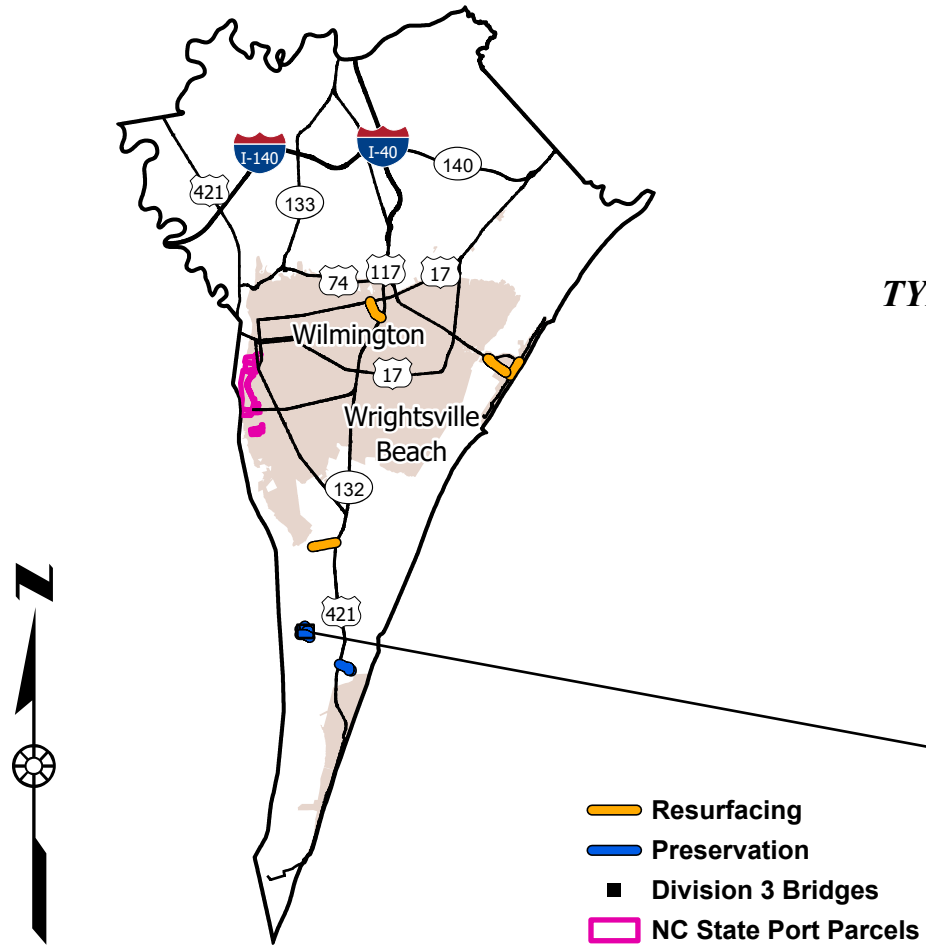 I-140
I-40
140
421
133
74
117
17
TY
Wilmington
17
Wrightsville
Beach
132
421
N
Resurfacing
Preservation
Division 3 Bridges
NC State Port Parcels